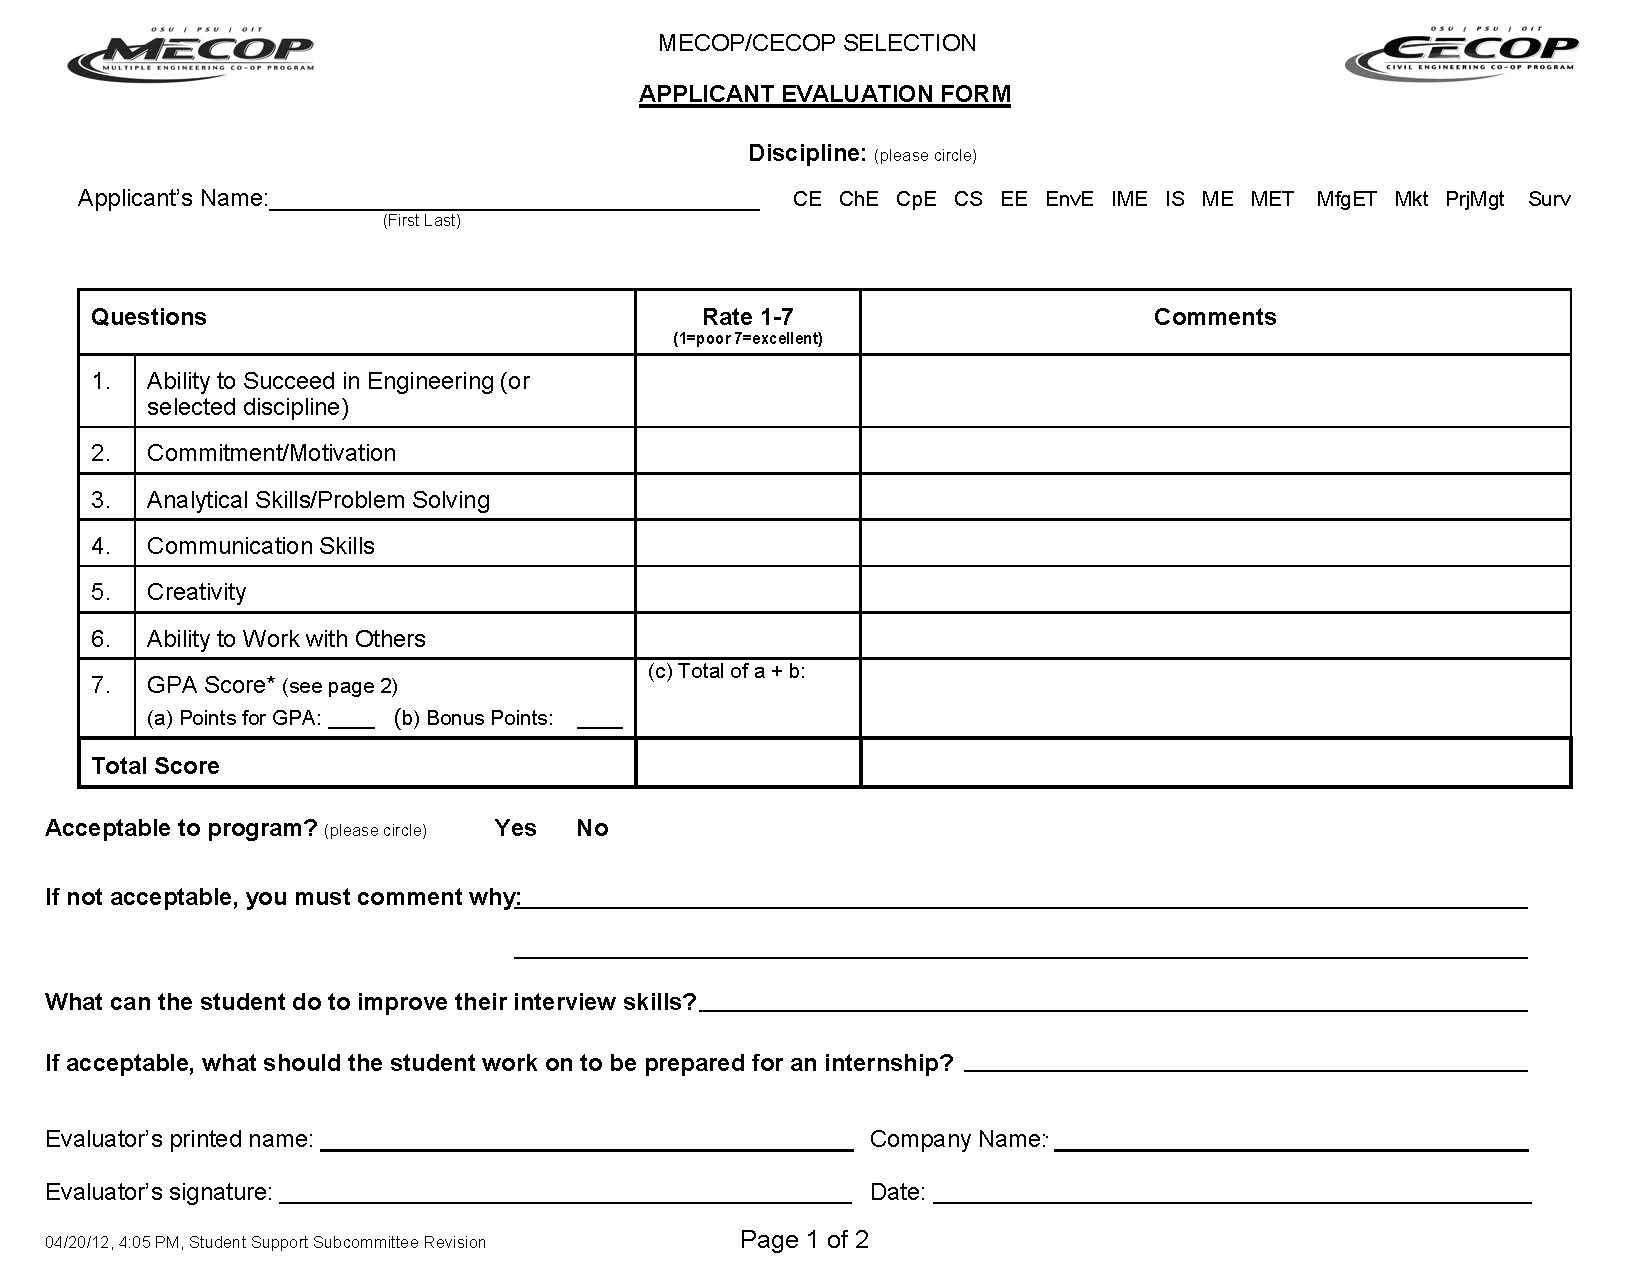 OSU | PSU | OIT
MECOP
MULTIPLE ENGINEERING CO-OP PROGRAM
MECOP/CECOP SELECTION
OSU | PSU | OIT
CECOP
CIVIL ENGINEERING CO-OP PROGRAM
APPLICANT EVALUATION FORM
Discipline: (please circle)
Applicant’s Name:
CE ChE CpE CS EE EnvE IME IS ME MET MfgET Mkt PrjMgt Surv
(First Last)
Questions
Rate 1-7
(1=poor 7=excellent)
Comments
1. Ability to Succeed in Engineering (or
selected discipline)
2. Commitment/Motivation
3. Analytical Skills/Problem Solving
4. Communication Skills
5. Creativity
6. Ability to Work with Others
7. GPA Score* (see page 2)
(a) Points for GPA: ____ (b) Bonus Points: ____
(c) Total of a + b:
Total Score
Acceptable to program? (please circle) Yes No
If not acceptable, you must comment why:
What can the student do to improve their interview skills?
If acceptable, what should the student work on to be prepared for an internship?
Evaluator’s printed name: Company Name:
Evaluator’s signature: Date:
04/20/12, 4:05 PM, Student Support Subcommittee Revision
Page 1 of 2